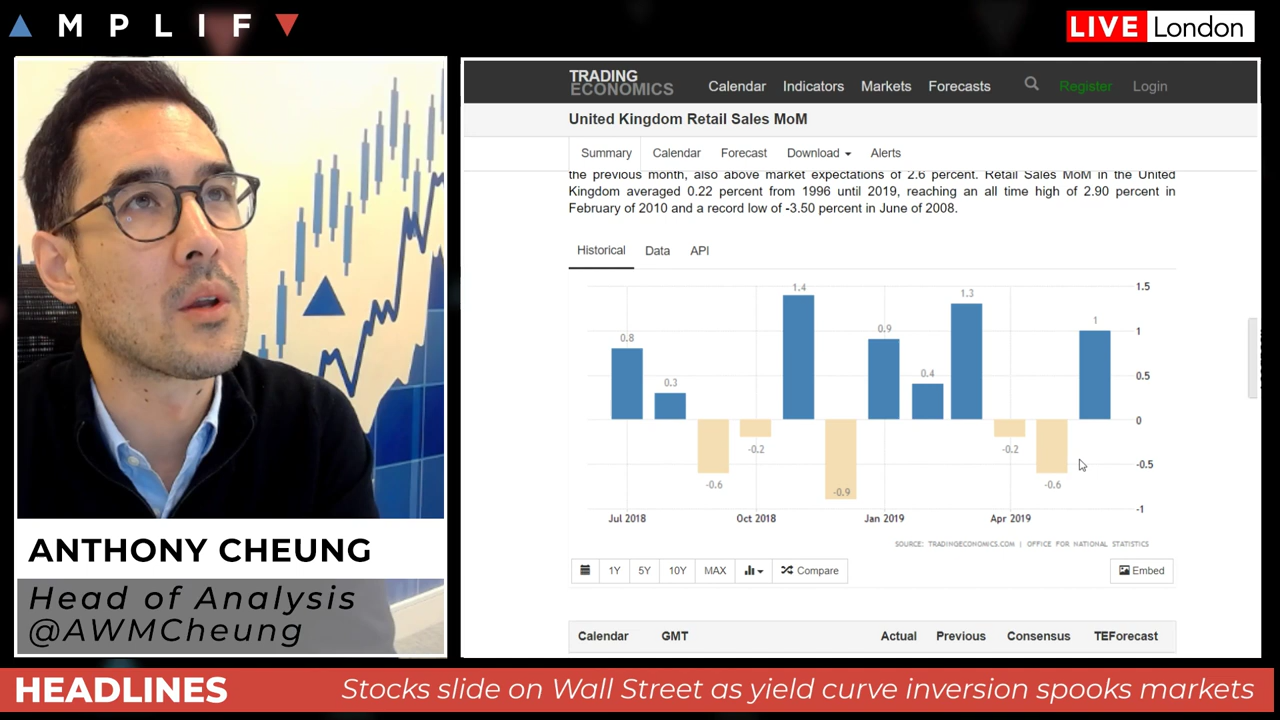 ▲ M P L I F ▼
LIVE London
TRADING
ECONOMICS
Calendar Indicators Markets Forecasts Register Login
United Kingdom Retail Sales MoM
Summary Calendar Forecast Download Alerts
the previous month, also above market expectations of 2.6 percent. Retail Sales MoM in the United
Kingdom averaged 0.22 percent from 1996 until 2019, reaching an all time high of 2.90 percent in
February of 2010 and a record low of -3.50 percent in June of 2008.
Historical Data API
1.5
1
0.5
0
-0.5
-1
0.8
0.3
-0.6
-0.2
1.4
-0.9
0.9
0.4
1.3
-0.2
-0.6
1
Jul 2018 Oct 2018 Jan 2019 Apr 2019
SOURCE: TRADINGECONOMICS.COM | OFFICE FOR NATIONAL STATISTICS
1Y 5Y 10Y MAX Compare Embed
Calendar GMT Actual Previous Consensus TEForecast
ANTHONY CHEUNG
Head of Analysis
@AWMCheung
HEADLINES Stocks slide on Wall Street as yield curve inversion spooks markets